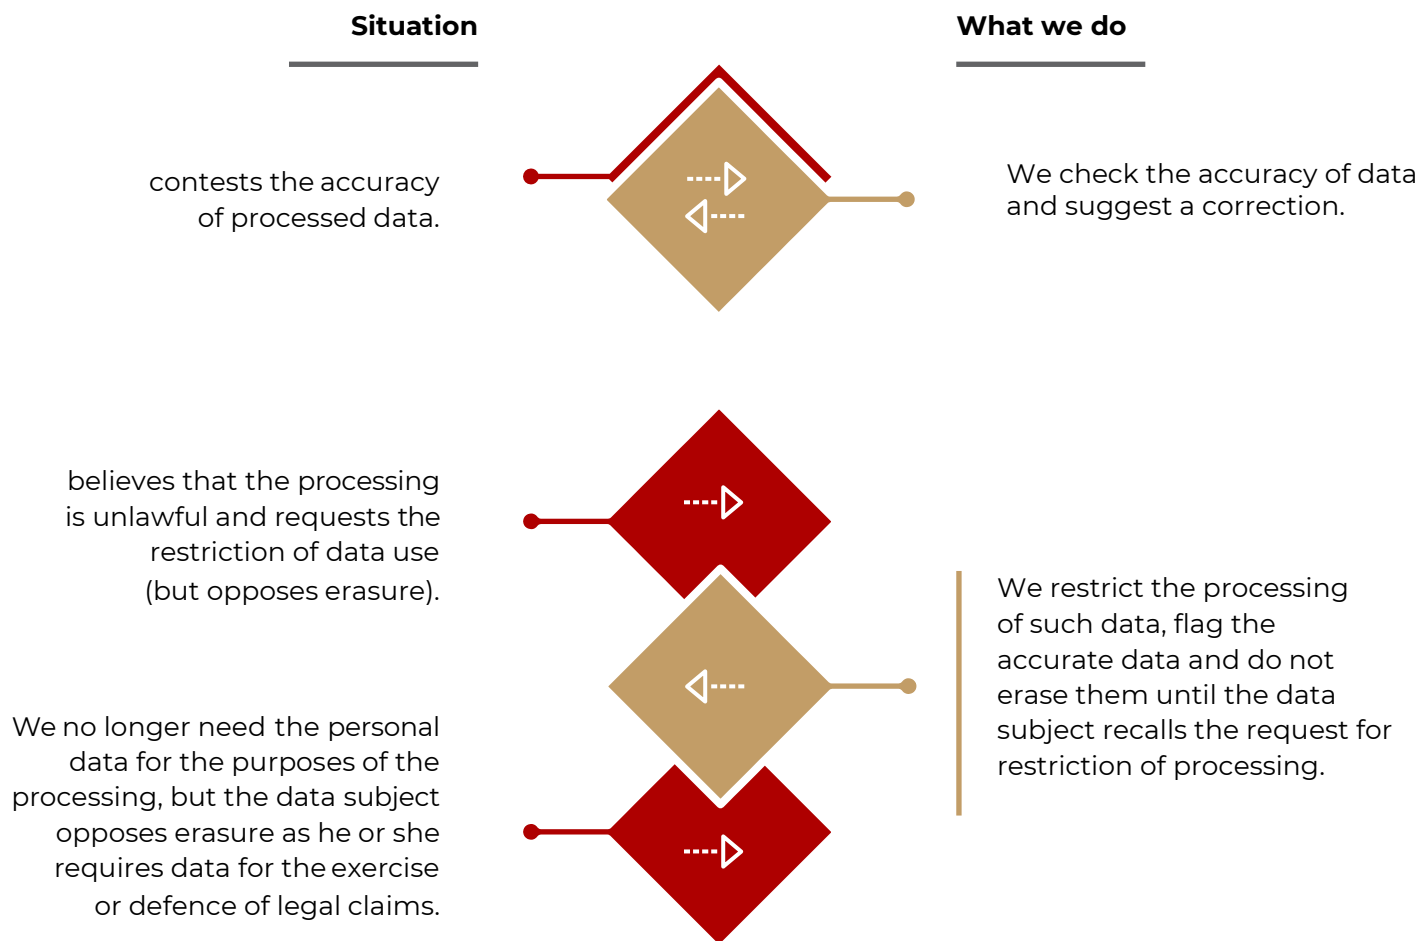 Situation
What we do
contests the accuracy
of processed data.
We check the accuracy of data
and suggest a correction.
believes that the processing
is unlawful and requests the
restriction of data use
(but opposes erasure).
We restrict the processing
of such data, flag the
accurate data and do not
erase them until the data
subject recalls the request for
restriction of processing.
We no longer need the personal
data for the purposes of the
processing, but the data subject
opposes erasure as he or she
requires data for the exercise
or defence of legal claims.